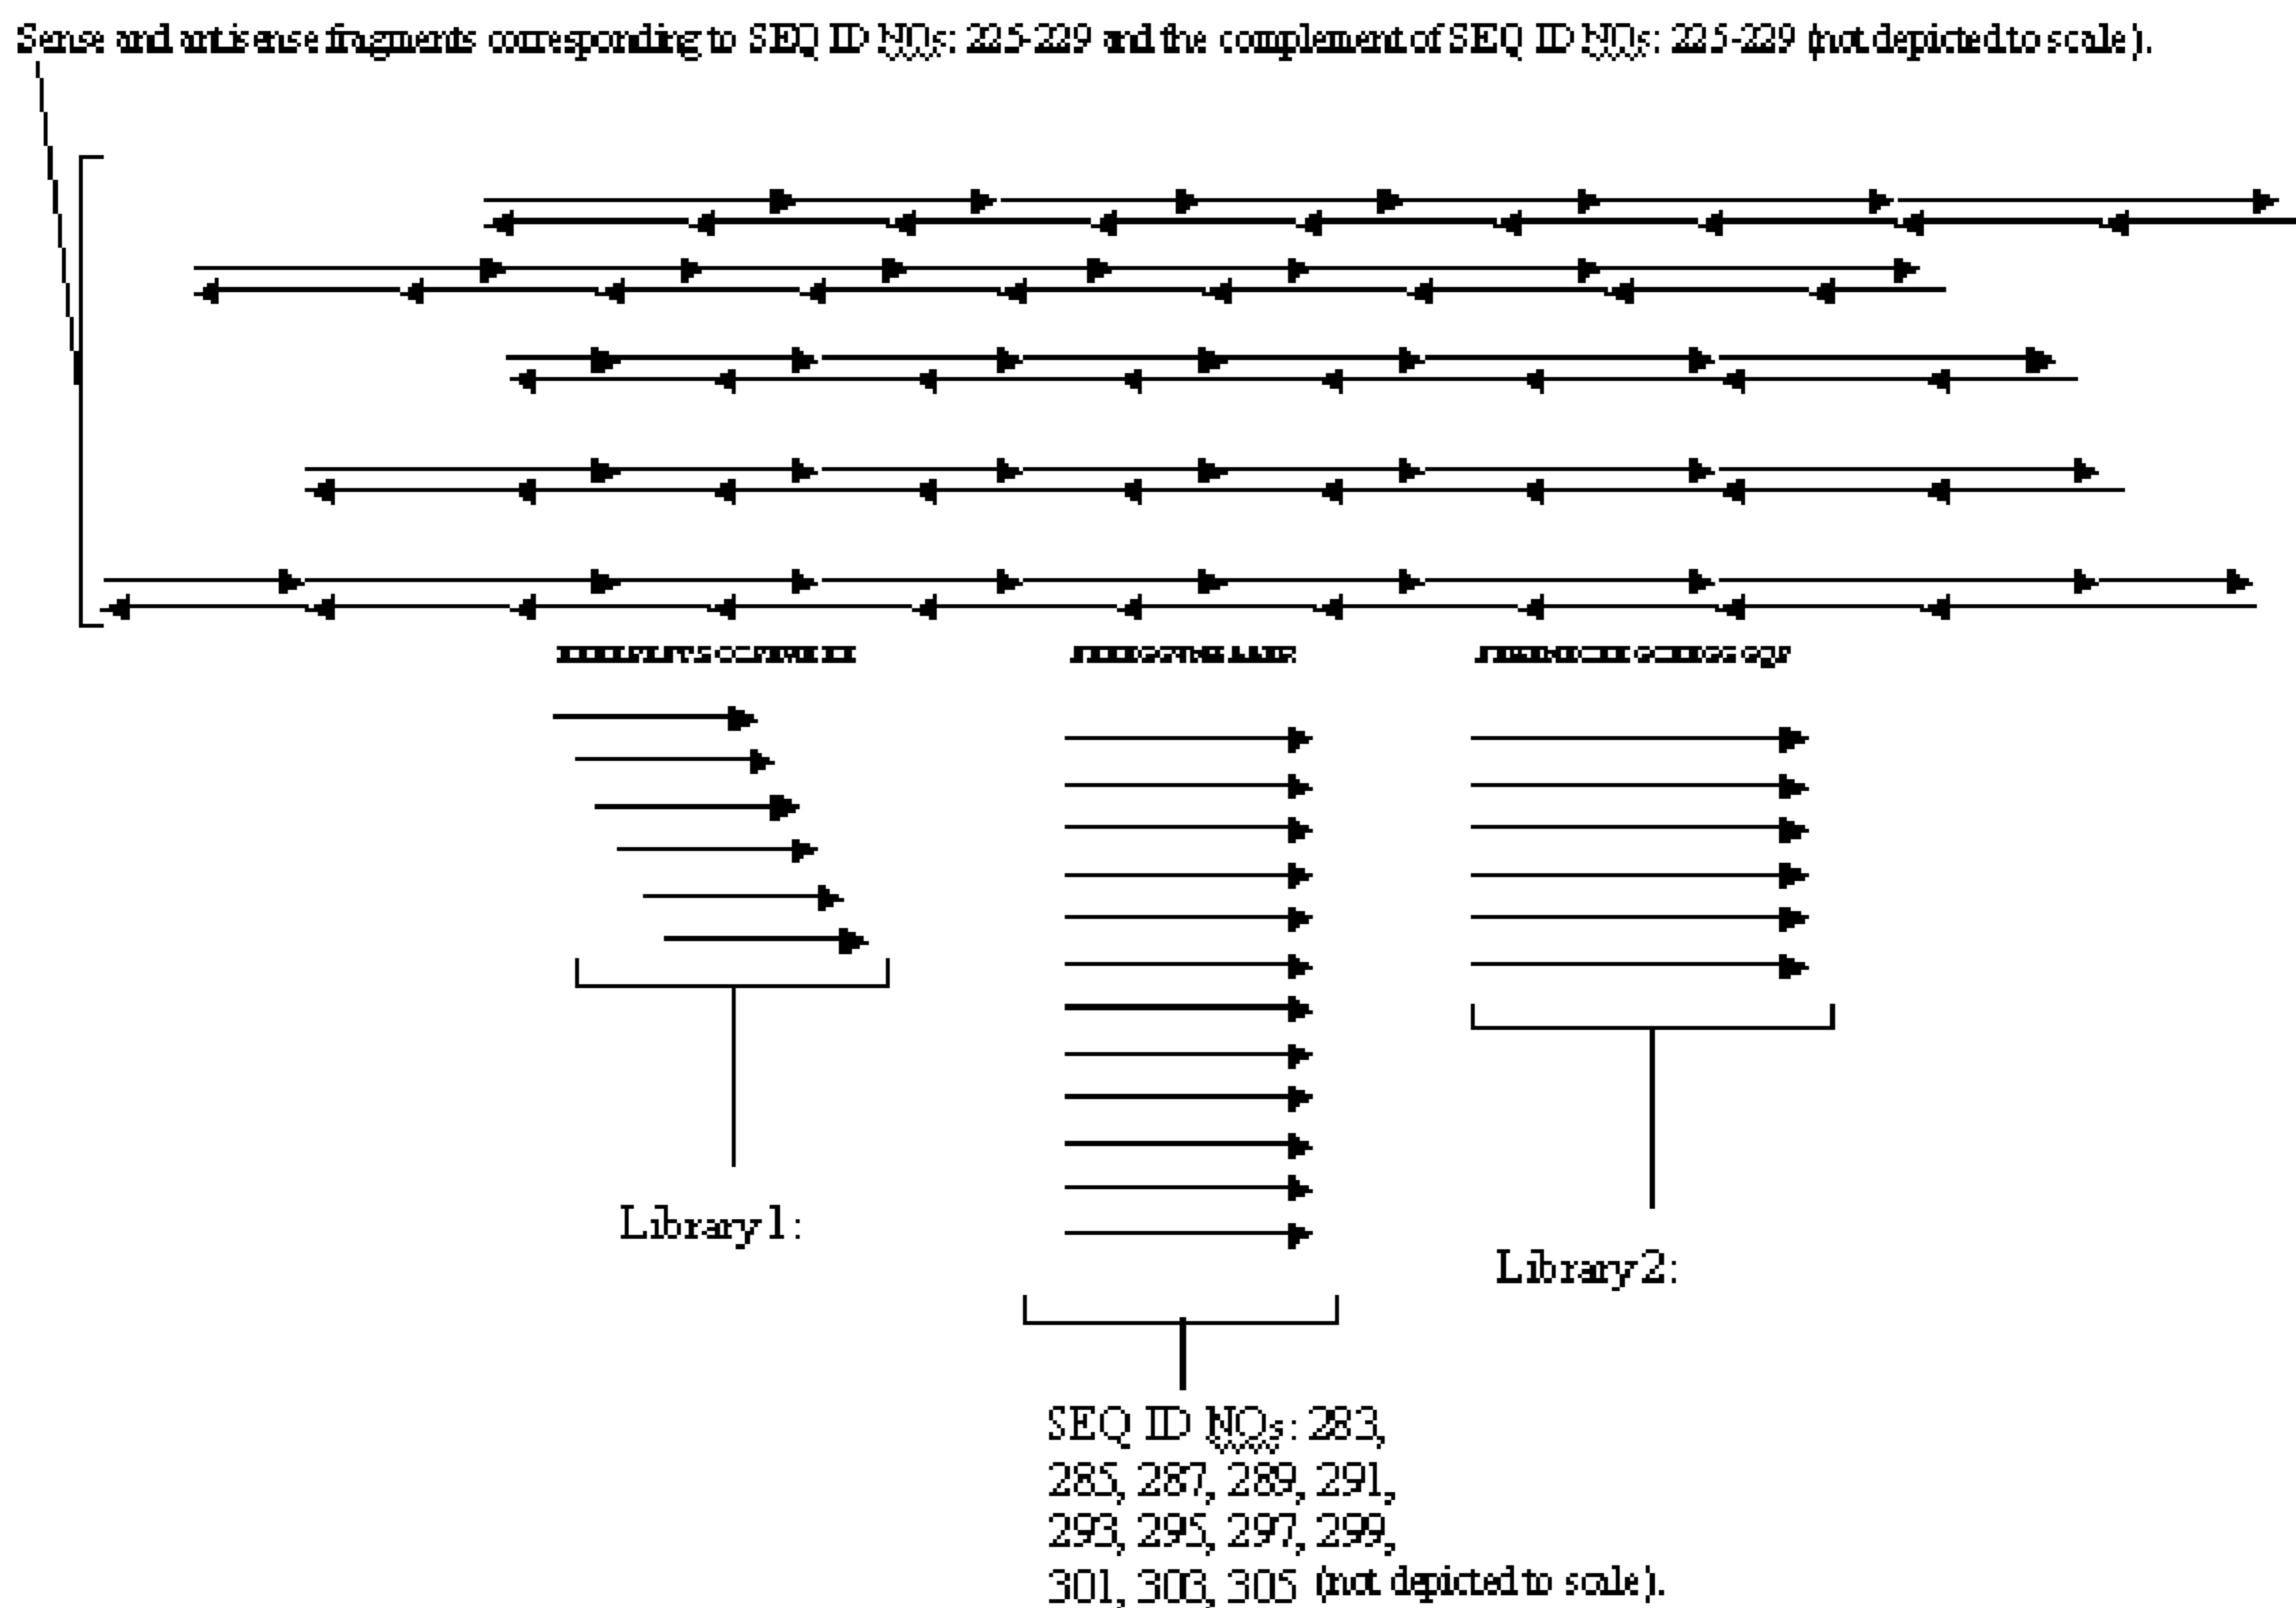 Sense and antisense fragments corresponding to SEQ ID NOs: 225-229 and the complement of SEQ ID NOs: 225-229 (not depicted to scale).
Library 1:
Library 2:
SEQ ID NOs: 283,
285, 287, 289, 291,
293, 295, 297, 299,
301, 303, 305 (not depicted to scale).